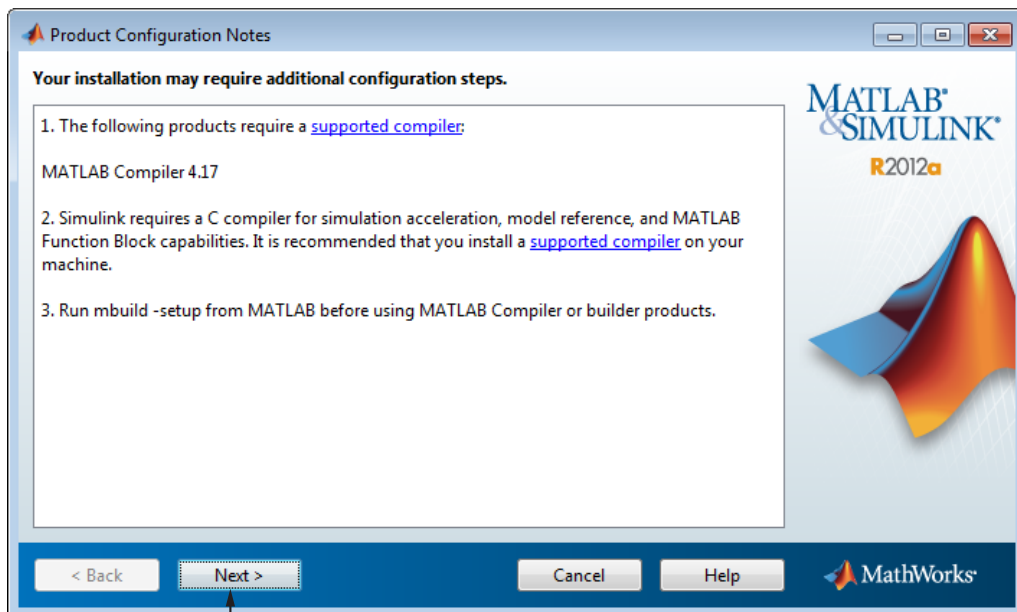 Product Configuration Notes
Your installation may require additional configuration steps.
MATLAB®
&SIMULINK®
R2012a
1. The following products require a supported compiler:
MATLAB Compiler 4.17
2. Simulink requires a C compiler for simulation acceleration, model reference, and MATLAB
Function Block capabilities. It is recommended that you install a supported compiler on your
machine.
3. Run mbuild -setup from MATLAB before using MATLAB Compiler or builder products.
< Back
Next >
Cancel
Help
MathWorks®